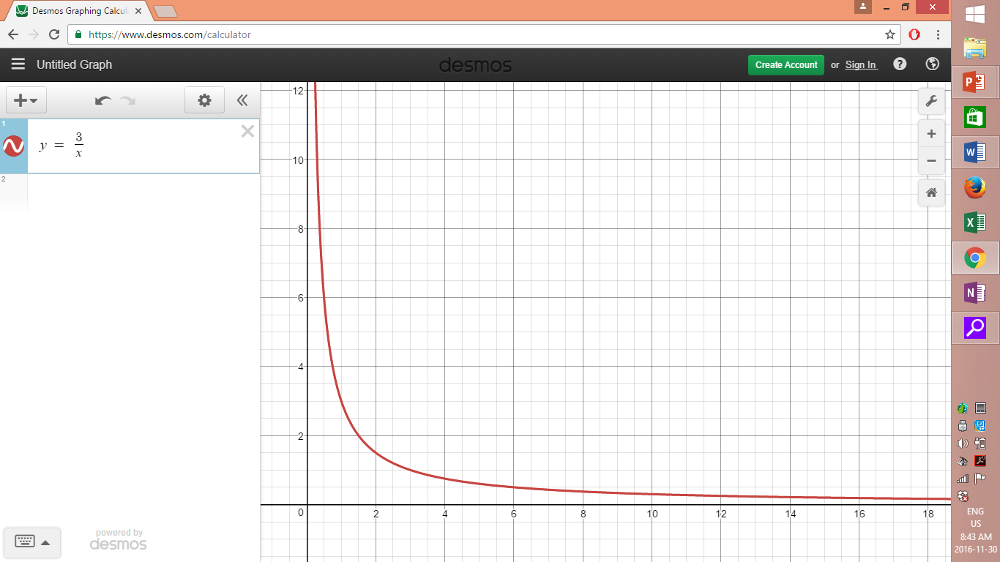 Desmos Graphing Calcul
https://www.desmos.com/calculator
Untitled Graph
desmos
Create Account or Sign In ?
1
y = 3/x
2
powered by
desmos
12
10
8
6
4
2
0 2 4 6 8 10 12 14 16 18
+
−
P
W
X
N
ENG
US
8:43 AM
2016-11-30